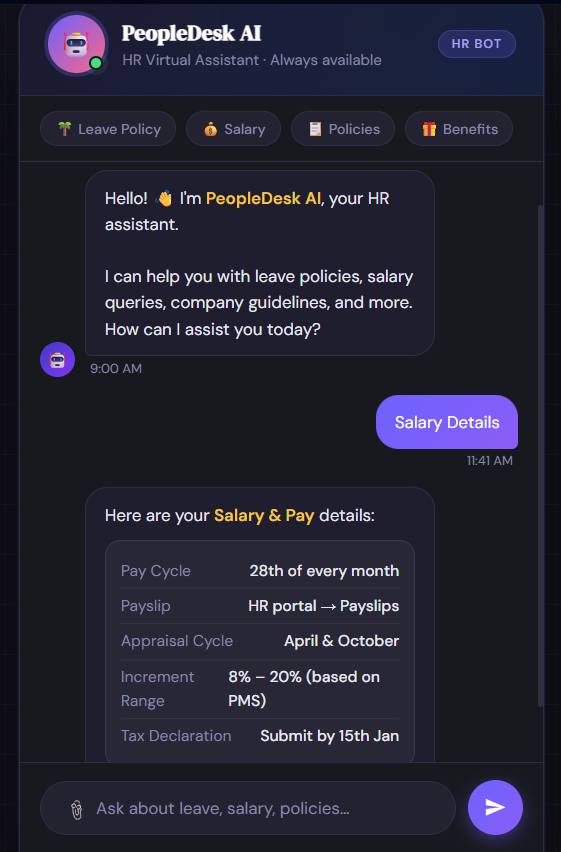 PeopleDesk AI
HR Virtual Assistant · Always available
HR BOT
Leave Policy
Salary
Policies
Benefits
Hello! 👋 I'm PeopleDesk AI, your HR
assistant.
I can help you with leave policies, salary
queries, company guidelines, and more.
How can I assist you today?
9:00 AM
Salary Details
11:41 AM
Here are your Salary & Pay details:
Pay Cycle 28th of every month
Payslip HR portal → Payslips
Appraisal Cycle April & October
Increment 8% – 20% (based on
Range PMS)
Tax Declaration Submit by 15th Jan
Ask about leave, salary, policies...